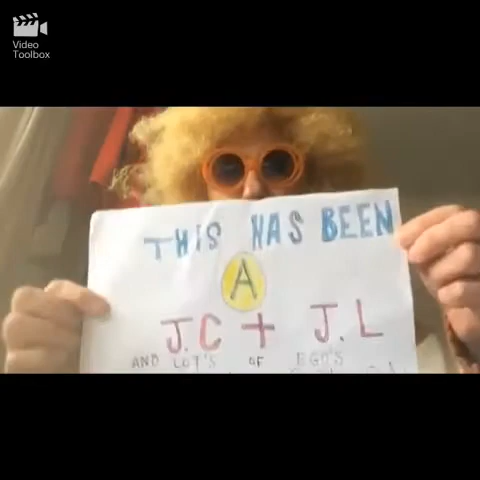 Video
Toolbox
THIS HAS BEEN
A
J.C + J.L
AND LOT'S OF EGO'S